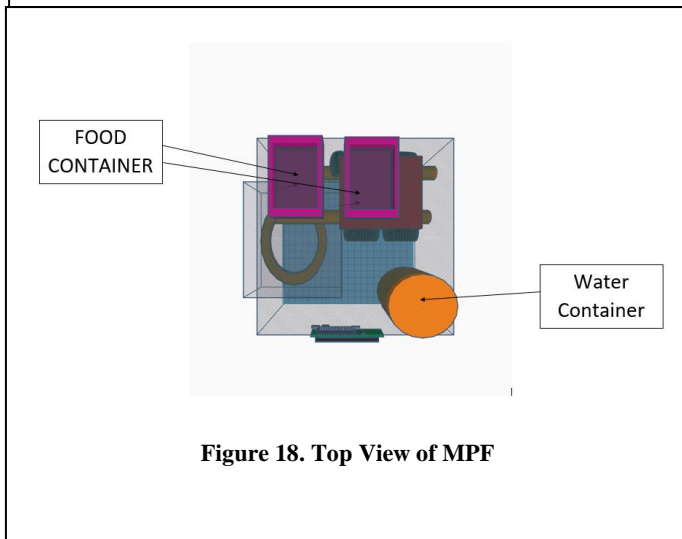 FOOD
CONTAINER
Water
Container
Figure 18. Top View of MPF